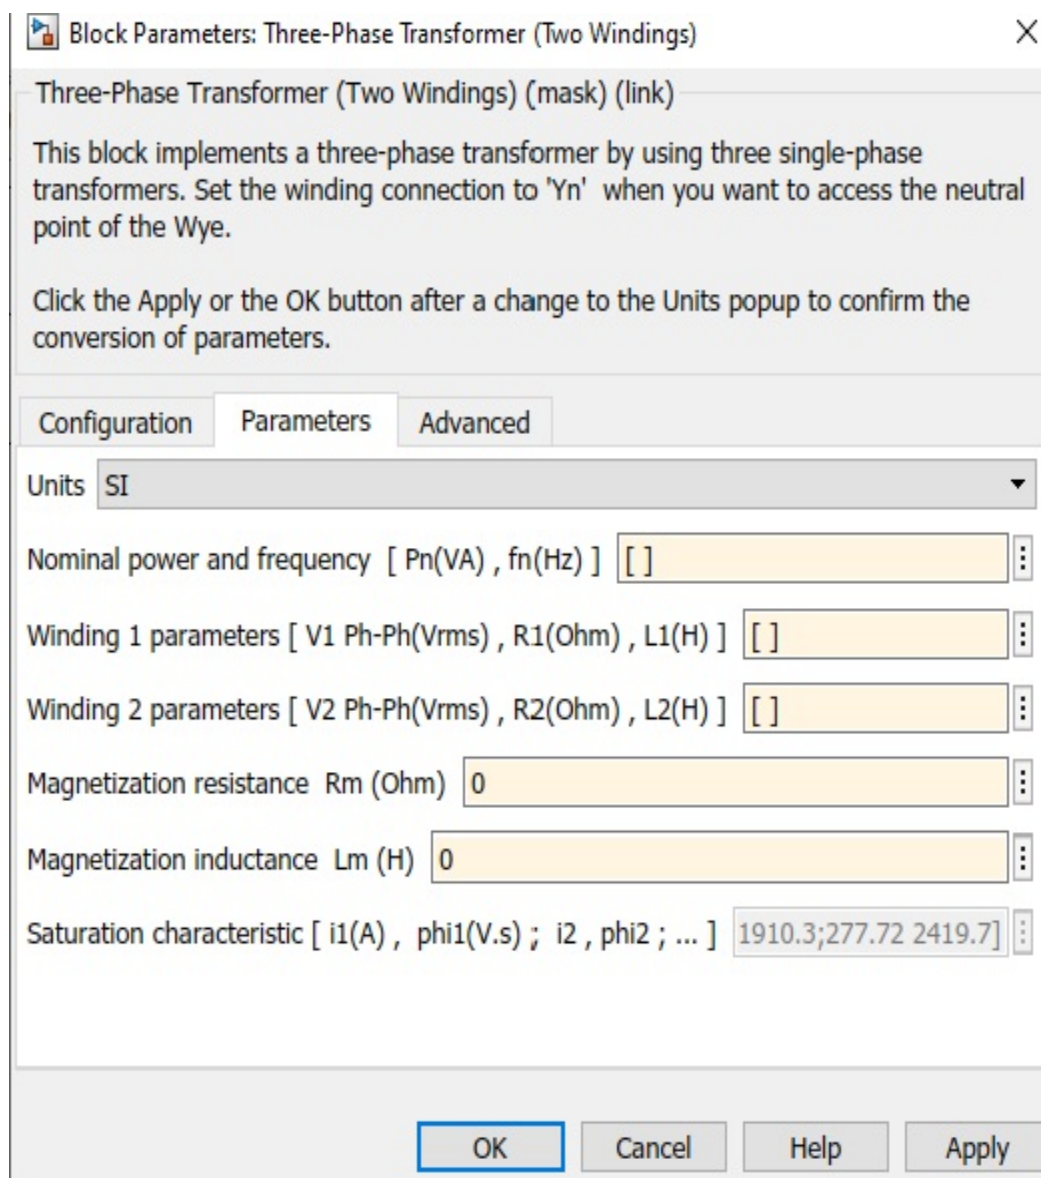 Block Parameters: Three-Phase Transformer (Two Windings)
Three-Phase Transformer (Two Windings) (mask) (link)
This block implements a three-phase transformer by using three single-phase
transformers. Set the winding connection to 'Yn'  when you want to access the neutral
point of the Wye.
Click the Apply or the OK button after a change to the Units popup to confirm the
conversion of parameters.
Configuration Parameters Advanced
Units SI
Nominal power and frequency  [ Pn(VA) , fn(Hz) ] [ ]
Winding 1 parameters [ V1 Ph-Ph(Vrms) , R1(Ohm) , L1(H) ] [ ]
Winding 2 parameters [ V2 Ph-Ph(Vrms) , R2(Ohm) , L2(H) ] [ ]
Magnetization resistance  Rm (Ohm) 0
Magnetization inductance  Lm (H) 0
Saturation characteristic [ i1(A) ,  phi1(V.s) ;  i2 , phi2 ; ... ] 1910.3;277.72 2419.7]
OK Cancel Help Apply